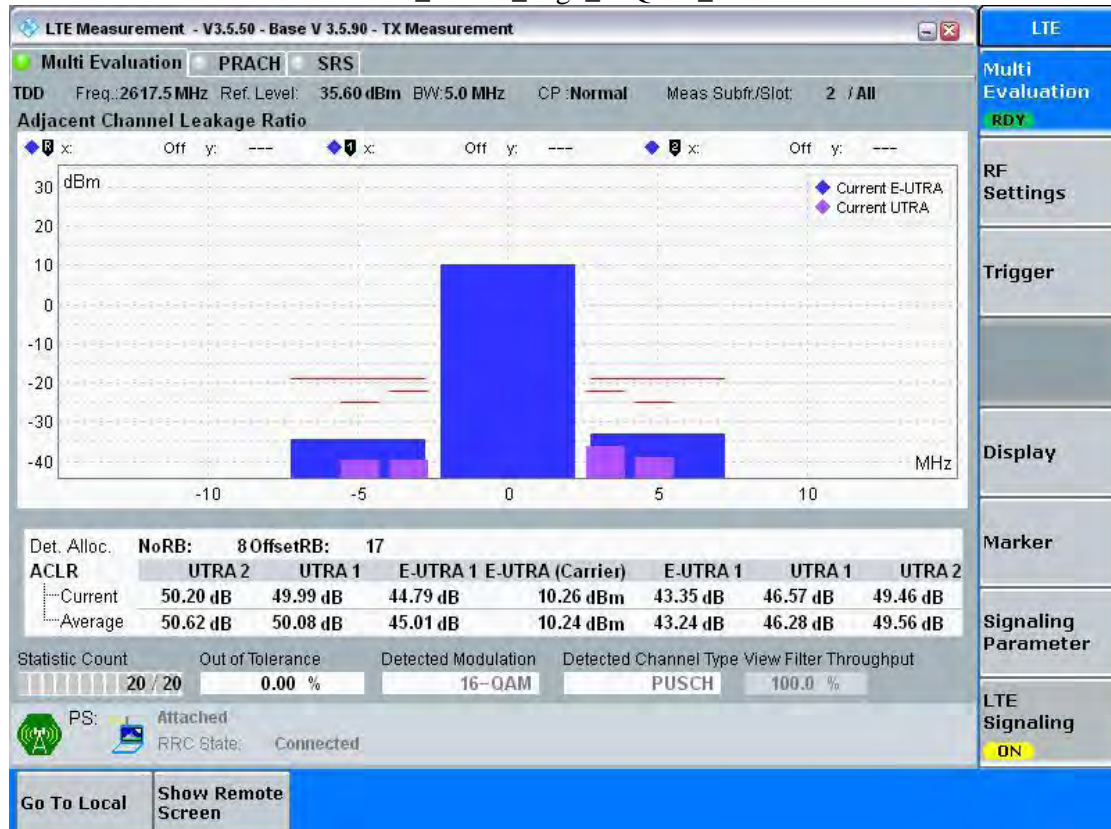 LTE Measurement - V3.5.50 - Base V 3.5.90 - TX Measurement
LTE
Multi Evaluation PRACH SRS
TDD Freq.:2617.5 MHz Ref. Level: 35.60 dBm BW:5.0 MHz CP :Normal Meas Subfr./Slot: 2 / All
Adjacent Channel Leakage Ratio
R x: Off y: --- 1 x: Off y: --- 2 x: Off y: ---
dBm
30
20
10
0
-10
-20
-30
-40
Current E-UTRA
Current UTRA
MHz
-10 -5 0 5 10
Det. Alloc. NoRB: 8 OffsetRB: 17
ACLR UTRA 2 UTRA 1 E-UTRA 1 E-UTRA (Carrier) E-UTRA 1 UTRA 1 UTRA 2
Current 50.20 dB 49.99 dB 44.79 dB 10.26 dBm 43.35 dB 46.57 dB 49.46 dB
Average 50.62 dB 50.08 dB 45.01 dB 10.24 dBm 43.24 dB 46.28 dB 49.56 dB
Statistic Count Out of Tolerance Detected Modulation Detected Channel Type View Filter Throughput
20 / 20 0.00 % 16-QAM PUSCH 100.0 %
PS: Attached
RRC State: Connected
Multi
Evaluation
RDY
RF
Settings
Trigger
Display
Marker
Signaling
Parameter
LTE
Signaling
ON
Go To Local
Show Remote
Screen